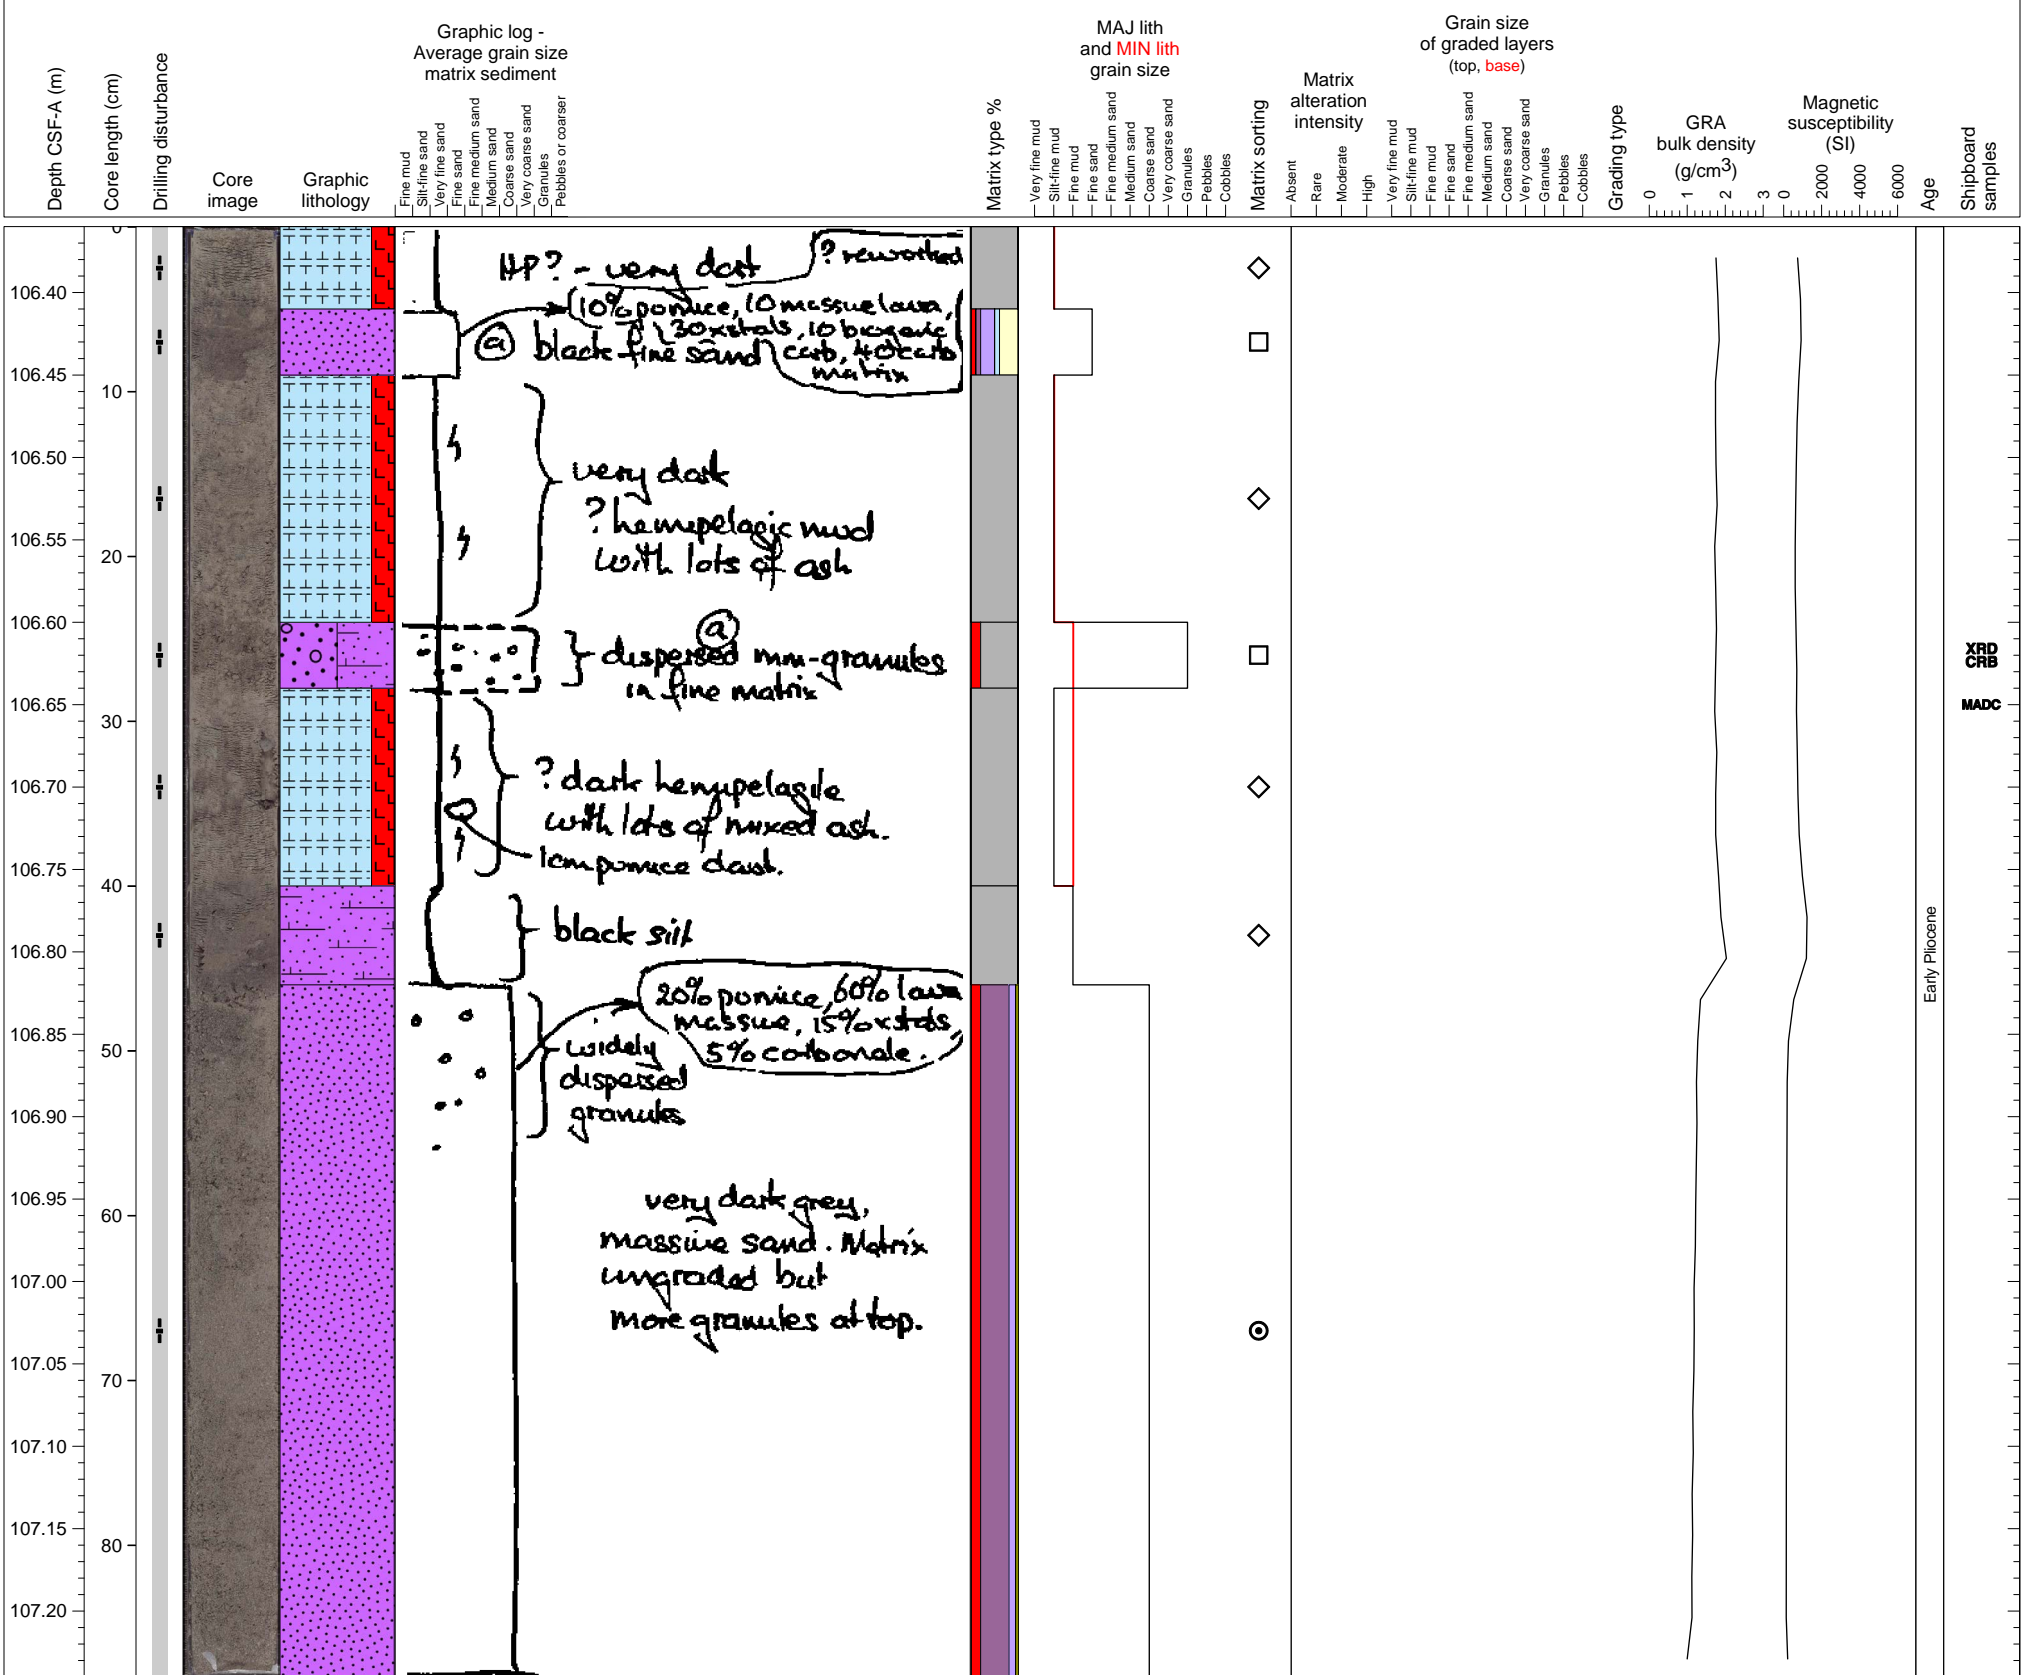 Depth CSF-A (m)
Core length (cm)
Drilling disturbance
Core
image
Graphic
lithology
Graphic log -
Average grain size
matrix sediment
Fine mud
Silt-fine sand
Very fine sand
Fine sand
Fine medium sand
Medium sand
Coarse sand
Very coarse sand
Granules
Pebbles or coarser
Matrix type %
MAJ lith
and MIN lith
grain size
Very fine mud
Silt-fine mud
Fine mud
Fine sand
Fine medium sand
Medium sand
Coarse sand
Very coarse sand
Granules
Pebbles
Cobbles
Matrix sorting
Matrix
alteration
intensity
Absent
Rare
Moderate
High
Grain size
of graded layers
(top, base)
Very fine mud
Silt-fine mud
Fine mud
Fine sand
Fine medium sand
Medium sand
Coarse sand
Very coarse sand
Granules
Pebbles
Cobbles
Grading type
GRA
bulk density
(g/cm3)
0 1 2 3
Magnetic
susceptibility
(SI)
0 2000 4000 6000
Age
Shipboard
samples
106.40
106.45
106.50
106.55
106.60
106.65
106.70
106.75
106.80
106.85
106.90
106.95
107.00
107.05
107.10
107.15
107.20
0
10
20
30
40
50
60
70
80
HP? - very dark
? reworked
10% pumice, 10 massive lava,
30 xstals, 10 biogenic
carb, 40 carb
matrix
a black fine sand
very dark
? hemipelagic mud
with lots of ash
a
dispersed mm-granules
in fine matrix
? dark hemipelagite
with lots of mixed ash.
1cm pumice clast.
black silt
20% pumice, 60% lava
massive, 15% xstals
5% carbonate.
widely
dispersed
granules
very dark grey,
massive sand. Matrix
ungraded but
more granules at top.
Early Pliocene
XRD
CRB
MADC